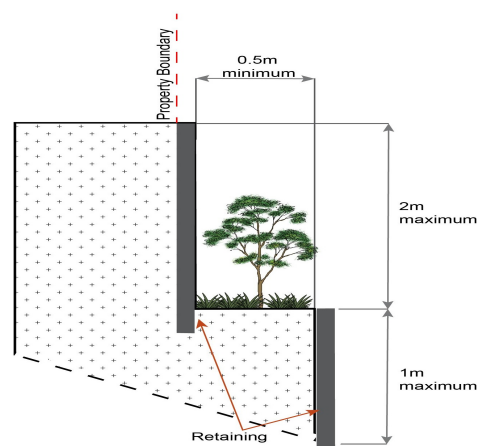 Property Boundary
0.5m
minimum
2m
maximum
1m
maximum
Retaining